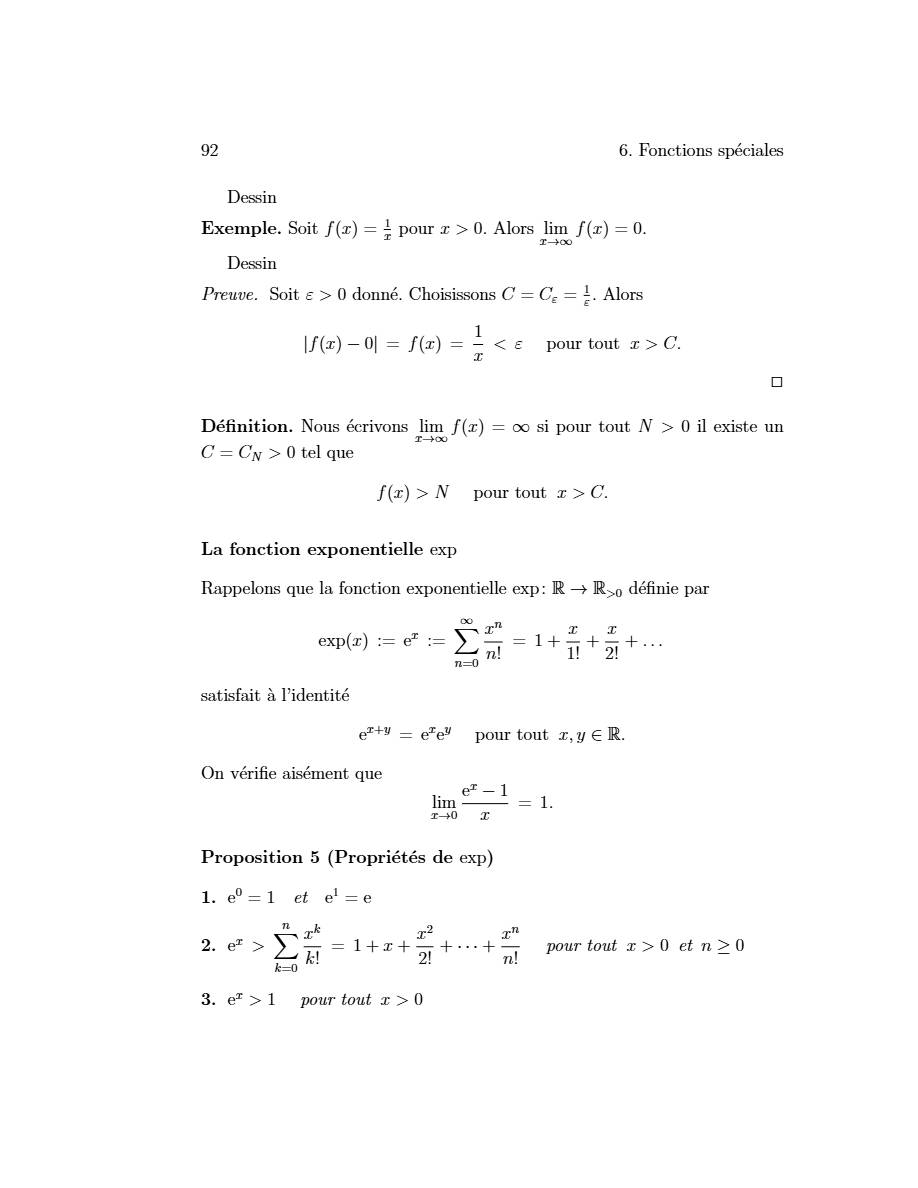 92 6. Fonctions spéciales
Dessin
Exemple. Soit f(x) = 1/x pour x > 0. Alors lim_{x→∞} f(x) = 0.
Dessin
Preuve. Soit ε > 0 donné. Choisissons C = C_ε = 1/ε. Alors
|f(x) − 0| = f(x) = 1/x < ε pour tout x > C.
□
Définition. Nous écrivons lim_{x→∞} f(x) = ∞ si pour tout N > 0 il existe un
C = C_N > 0 tel que
f(x) > N pour tout x > C.
La fonction exponentielle exp
Rappelons que la fonction exponentielle exp: ℝ → ℝ_{>0} définie par
exp(x) := e^x := ∑_{n=0}^{∞} x^n/n! = 1 + x/1! + x/2! + ...
satisfait à l'identité
e^{x+y} = e^x e^y pour tout x, y ∈ ℝ.
On vérifie aisément que
lim_{x→0} (e^x − 1)/x = 1.
Proposition 5 (Propriétés de exp)
1. e^0 = 1 et e^1 = e
2. e^x > ∑_{k=0}^{n} x^k/k! = 1 + x + x^2/2! + ··· + x^n/n! pour tout x > 0 et n ≥ 0
3. e^x > 1 pour tout x > 0